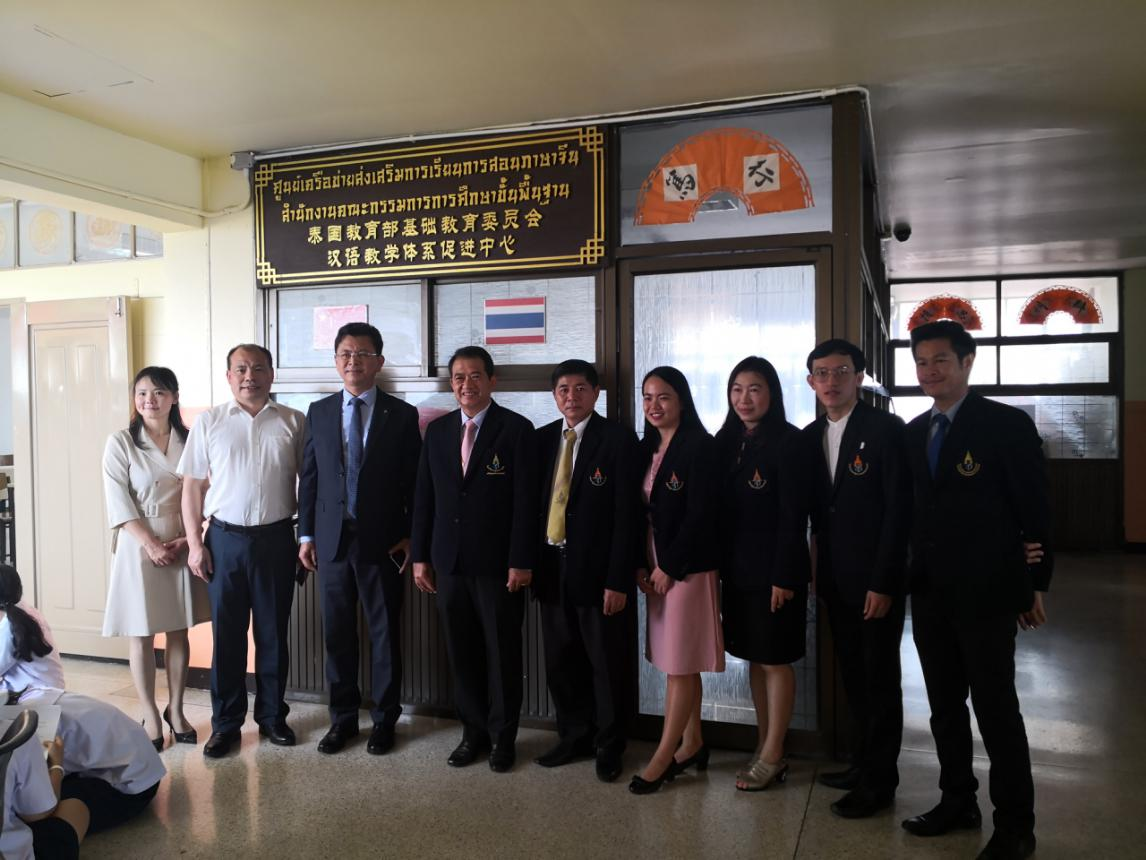 ศูนย์เครือข่ายส่งเสริมการเรียนการสอนภาษาจีน
สำนักงานคณะกรรมการการศึกษาขั้นพื้นฐาน
泰国教育部基础教育委员会
汉语教学体系促进中心